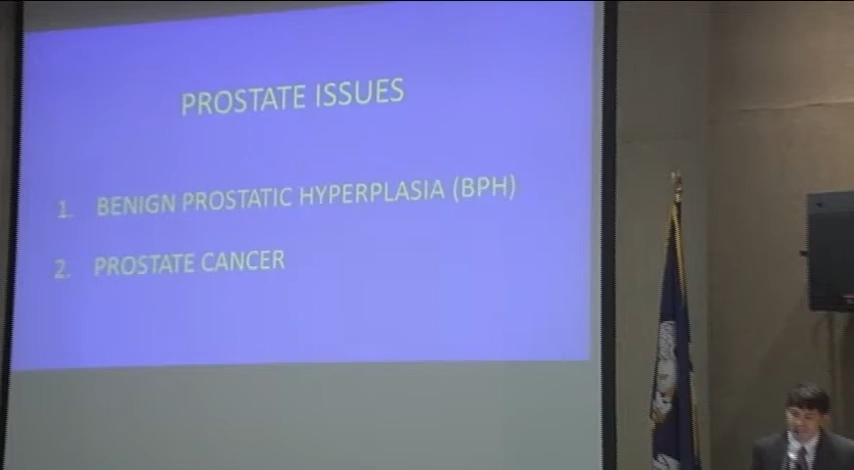 PROSTATE ISSUES
1. BENIGN PROSTATIC HYPERPLASIA (BPH)
2. PROSTATE CANCER